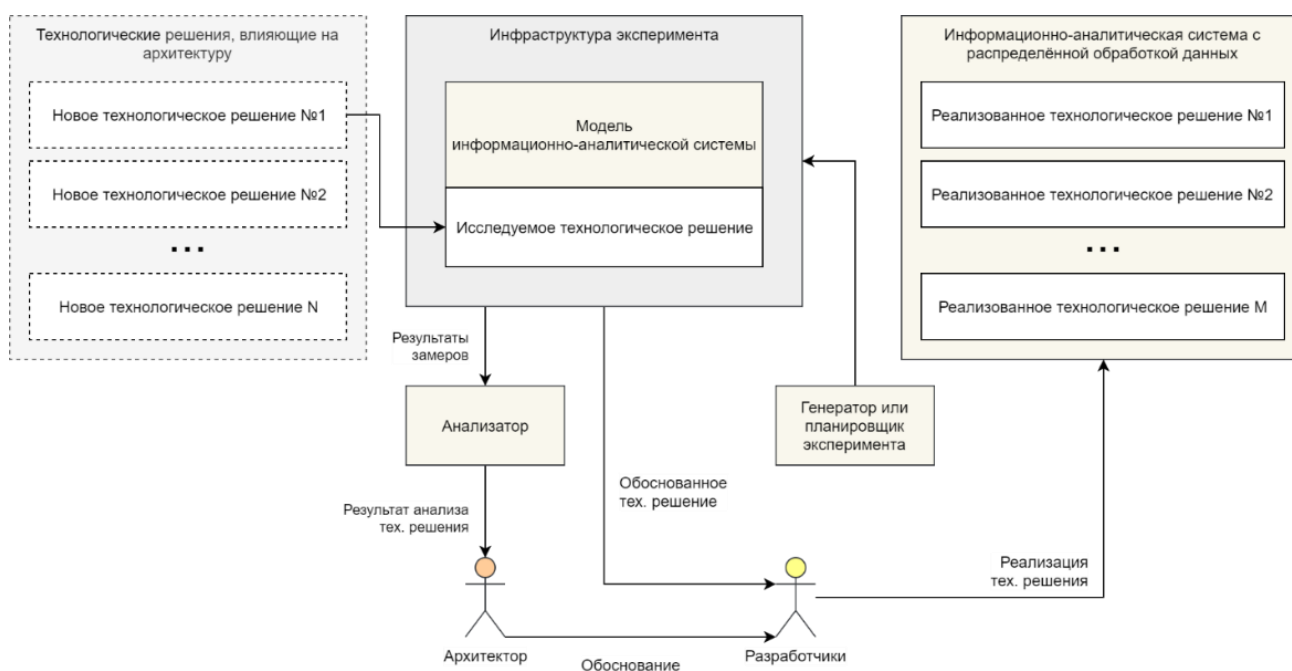 Технологические решения, влияющие на
архитектуру
Новое технологическое решение №1
Новое технологическое решение №2
...
Новое технологическое решение N
Инфраструктура эксперимента
Модель
информационно-аналитической системы
Исследуемое технологическое решение
Информационно-аналитическая система с
распределённой обработкой данных
Реализованное технологическое решение №1
Реализованное технологическое решение №2
...
Реализованное технологическое решение M
Результаты
замеров
Анализатор
Генератор или
планировщик
эксперимента
Результат анализа
тех. решения
Обоснованное
тех. решение
Реализация
тех. решения
Архитектор
Обоснование
Разработчики